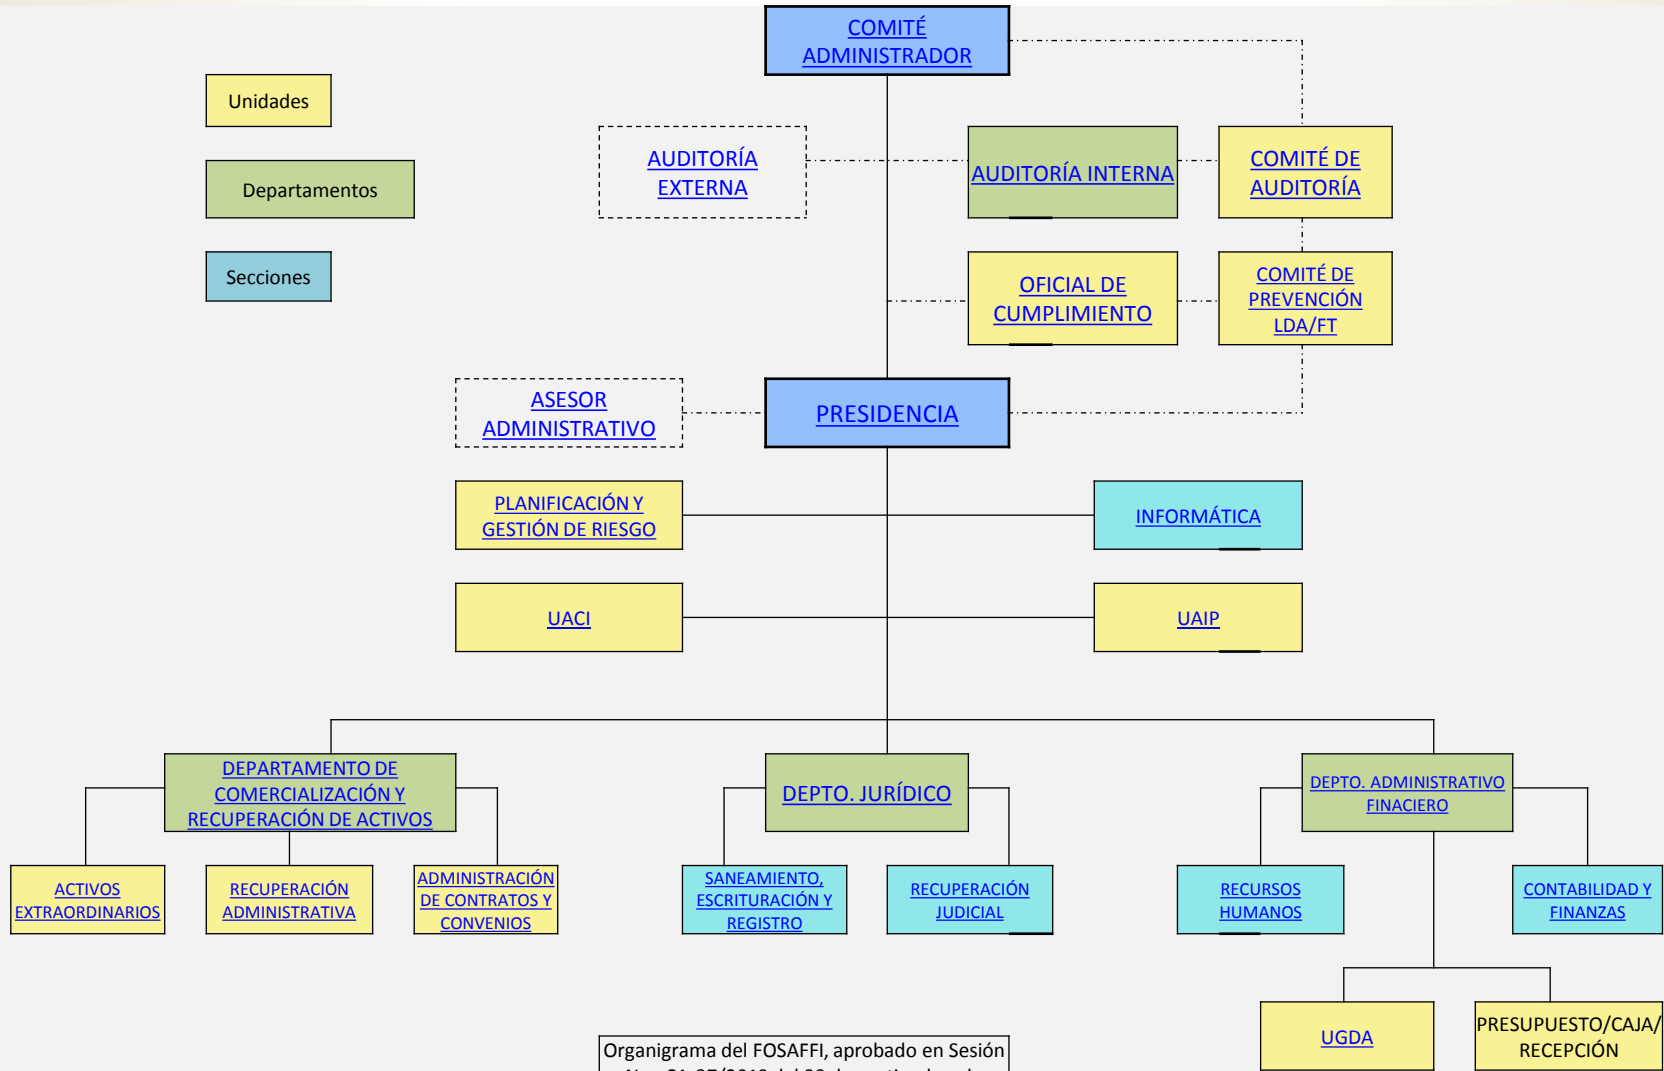 COMITÉ
ADMINISTRADOR
Unidades
Departamentos
Secciones
AUDITORÍA
EXTERNA
AUDITORÍA INTERNA
COMITÉ DE
AUDITORÍA
OFICIAL DE
CUMPLIMIENTO
COMITÉ DE
PREVENCIÓN
LDA/FT
ASESOR
ADMINISTRATIVO
PRESIDENCIA
PLANIFICACIÓN Y
GESTIÓN DE RIESGO
INFORMÁTICA
UACI
UAIP
DEPARTAMENTO DE
COMERCIALIZACIÓN Y
RECUPERACIÓN DE ACTIVOS
DEPTO. JURÍDICO
DEPTO. ADMINISTRATIVO
FINACIERO
ACTIVOS
EXTRAORDINARIOS
RECUPERACIÓN
ADMINISTRATIVA
ADMINISTRACIÓN
DE CONTRATOS Y
CONVENIOS
SANEAMIENTO,
ESCRITURACIÓN Y
REGISTRO
RECUPERACIÓN
JUDICIAL
RECURSOS
HUMANOS
CONTABILIDAD Y
FINANZAS
UGDA
PRESUPUESTO/CAJA/
RECEPCIÓN
Organigrama del FOSAFFI, aprobado en Sesión